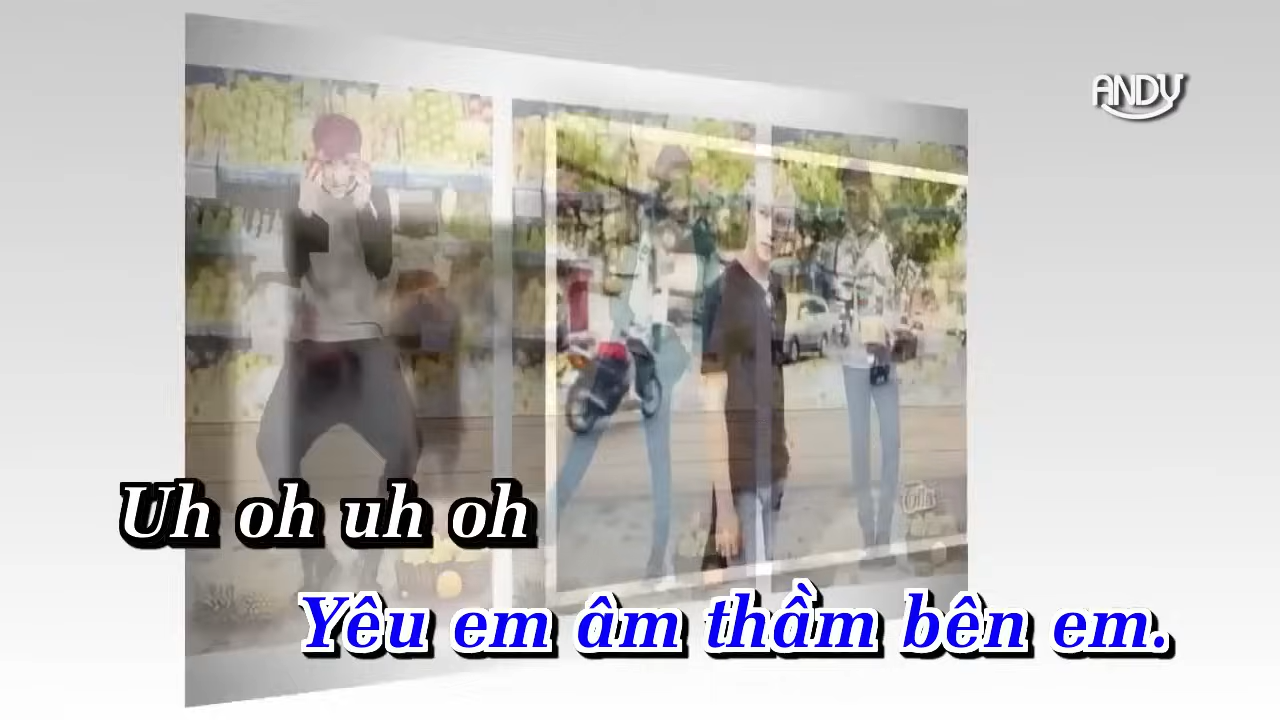 ANDY
Uh oh uh oh
Yêu em âm thầm bên em.